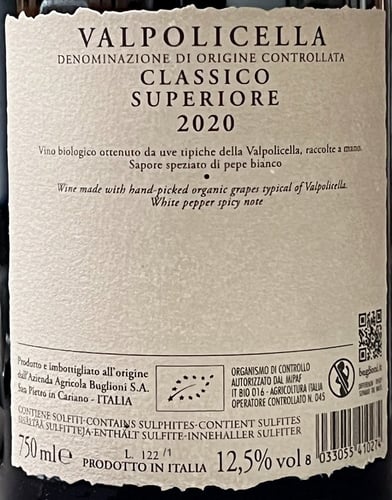 VALPOLICELLA
DENOMINAZIONE DI ORIGINE CONTROLLATA
CLASSICO
SUPERIORE
2020
Vino biologico ottenuto da uve tipiche della Valpolicella, raccolte a mano.
Sapore speziato di pepe bianco
•
Wine made with hand-picked organic grapes typical of Valpolicella.
White pepper spicy note
Prodotto e imbottigliato all'origine
dall'Azienda Agricola Buglioni S.A.
San Pietro in Cariano - ITALIA
ORGANISMO DI CONTROLLO
AUTORIZZATO DAL MIPAF
IT BIO 016 - AGRICOLTURA ITALIA
OPERATORE CONTROLLATO N. 045
buglioni.it
CONTIENE SOLFITI-CONTAINS SULPHITES-CONTIENT SULFITES
SULFITTEJA-ENTHÄLT SULFITE-INNEHALLER SULFITER
750 ml e
L. 122 /1
PRODOTTO IN ITALIA
12,5% vol
8 033055 41027